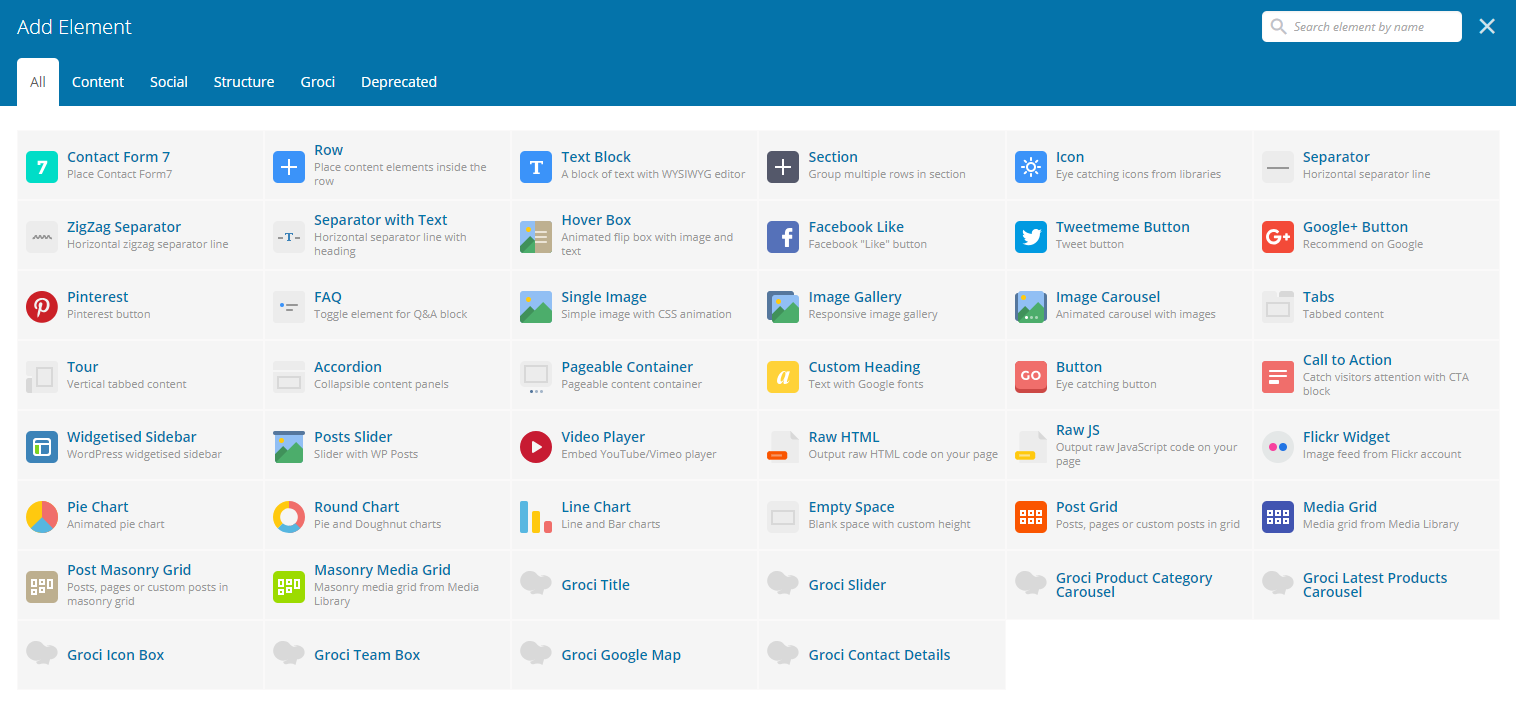 Add Element
Search element by name
All Content Social Structure Groci Deprecated
7
Contact Form 7
Place Contact Form7
Row
Place content elements inside the
row
T
Text Block
A block of text with WYSIWYG editor
Section
Group multiple rows in section
Icon
Eye catching icons from libraries
Separator
Horizontal separator line
ZigZag Separator
Horizontal zigzag separator line
-T-
Separator with Text
Horizontal separator line with
heading
Hover Box
Animated flip box with image and
text
f
Facebook Like
Facebook "Like" button
Tweetmeme Button
Tweet button
G+
Google+ Button
Recommend on Google
Pinterest
Pinterest button
FAQ
Toggle element for Q&A block
Single Image
Simple image with CSS animation
Image Gallery
Responsive image gallery
Image Carousel
Animated carousel with images
Tabs
Tabbed content
Tour
Vertical tabbed content
Accordion
Collapsible content panels
Pageable Container
Pageable content container
a
Custom Heading
Text with Google fonts
GO
Button
Eye catching button
Call to Action
Catch visitors attention with CTA
block
Widgetised Sidebar
WordPress widgetised sidebar
Posts Slider
Slider with WP Posts
Video Player
Embed YouTube/Vimeo player
Raw HTML
Output raw HTML code on your page
Raw JS
Output raw JavaScript code on your
page
Flickr Widget
Image feed from Flickr account
Pie Chart
Animated pie chart
Round Chart
Pie and Doughnut charts
Line Chart
Line and Bar charts
Empty Space
Blank space with custom height
Post Grid
Posts, pages or custom posts in grid
Media Grid
Media grid from Media Library
Post Masonry Grid
Posts, pages or custom posts in
masonry grid
Masonry Media Grid
Masonry media grid from Media
Library
Groci Title
Groci Slider
Groci Product Category
Carousel
Groci Latest Products
Carousel
Groci Icon Box
Groci Team Box
Groci Google Map
Groci Contact Details